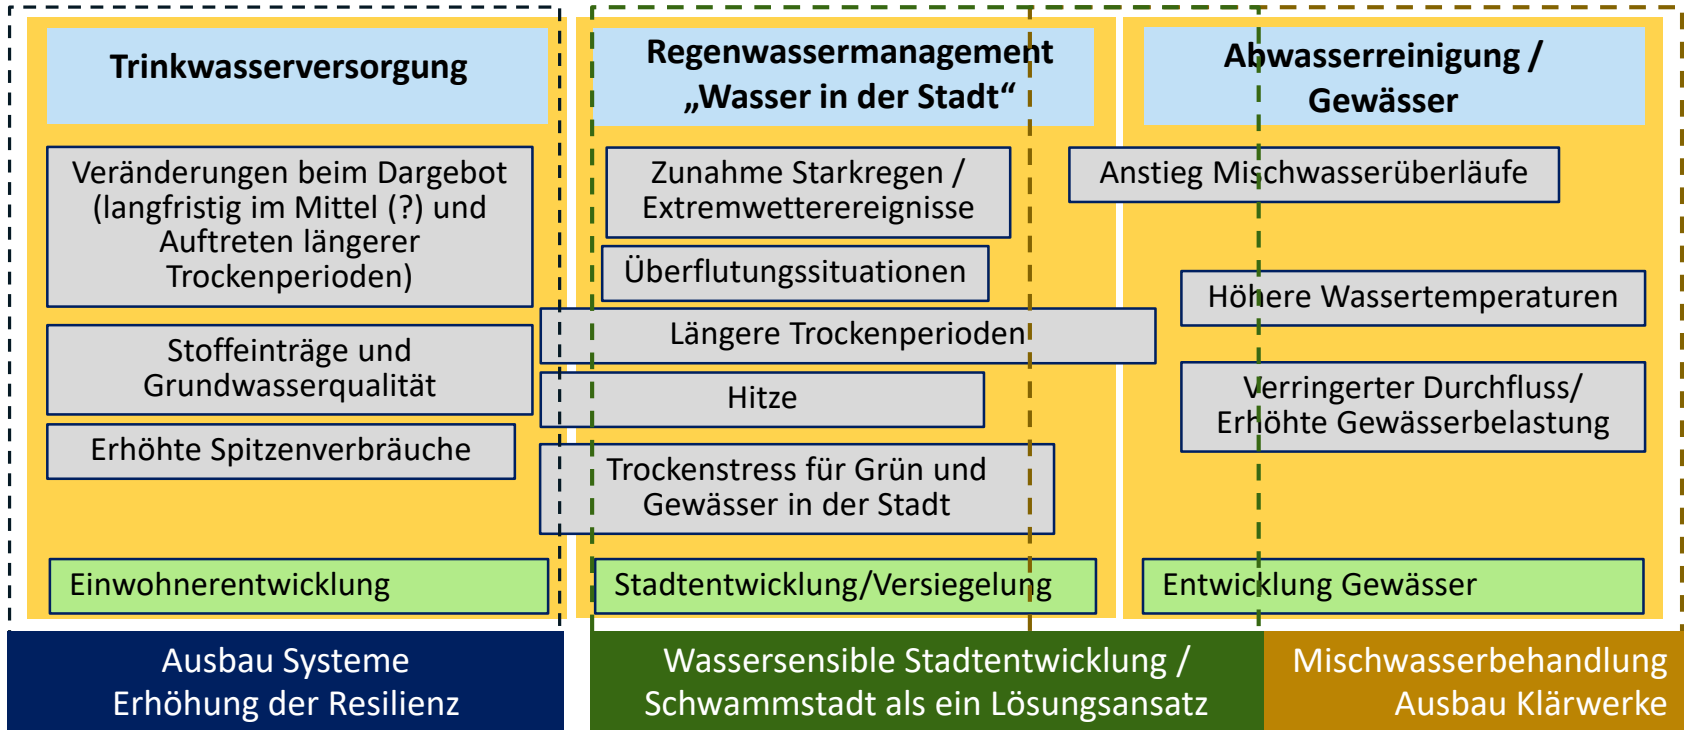 Trinkwasserversorgung
Veränderungen beim Dargebot
(langfristig im Mittel (?) und
Auftreten längerer
Trockenperioden)
Stoffeinträge und
Grundwasserqualität
Erhöhte Spitzenverbräuche
Einwohnerentwicklung
Ausbau Systeme
Erhöhung der Resilienz
Regenwassermanagement
„Wasser in der Stadt“
Zunahme Starkregen /
Extremwetterereignisse
Überflutungssituationen
Längere Trockenperioden
Hitze
Trockenstress für Grün und
Gewässer in der Stadt
Stadtentwicklung/Versiegelung
Wassersensible Stadtentwicklung /
Schwammstadt als ein Lösungsansatz
Abwasserreinigung /
Gewässer
Anstieg Mischwasserüberläufe
Höhere Wassertemperaturen
Verringerter Durchfluss/
Erhöhte Gewässerbelastung
Entwicklung Gewässer
Mischwasserbehandlung
Ausbau Klärwerke